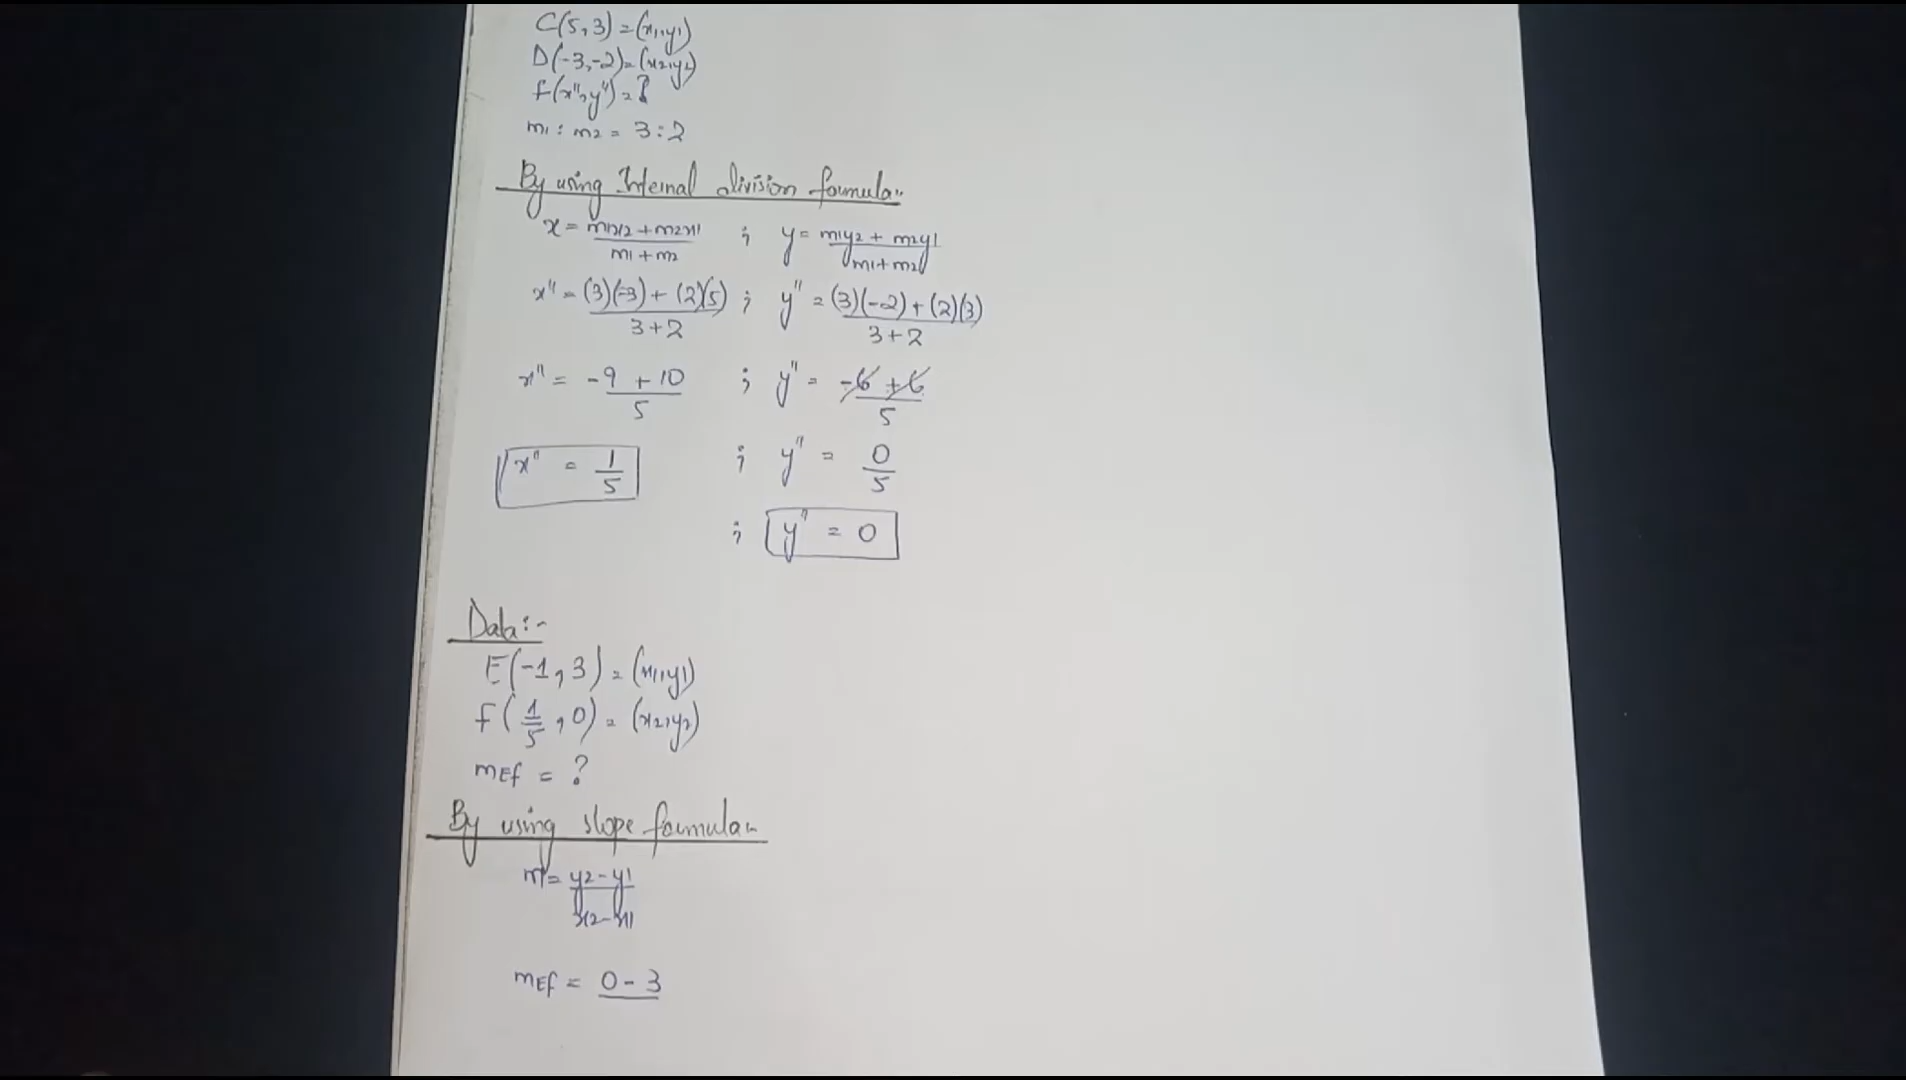 C(5,3) = (x1,y1)
D(-3,-2) = (x2,y2)
f(x",y") = ?
m1 : m2 = 3:2
By using Internal division formula:-
x = m1x2 + m2x1 / m1 + m2 ; y = m1y2 + m2y1 / m1 + m2
x" = (3)(-3) + (2)(5) / 3+2 ; y" = (3)(-2) + (2)(3) / 3+2
x" = -9 + 10 / 5 ; y" = -6 + 6 / 5
x" = 1/5 ; y" = 0/5
; y" = 0
Data:-
E(-1, 3) = (x1,y1)
f(1/5, 0) = (x2,y2)
mEf = ?
By using slope formula:-
m = y2 - y1 / x2 - x1
mEf = 0 - 3